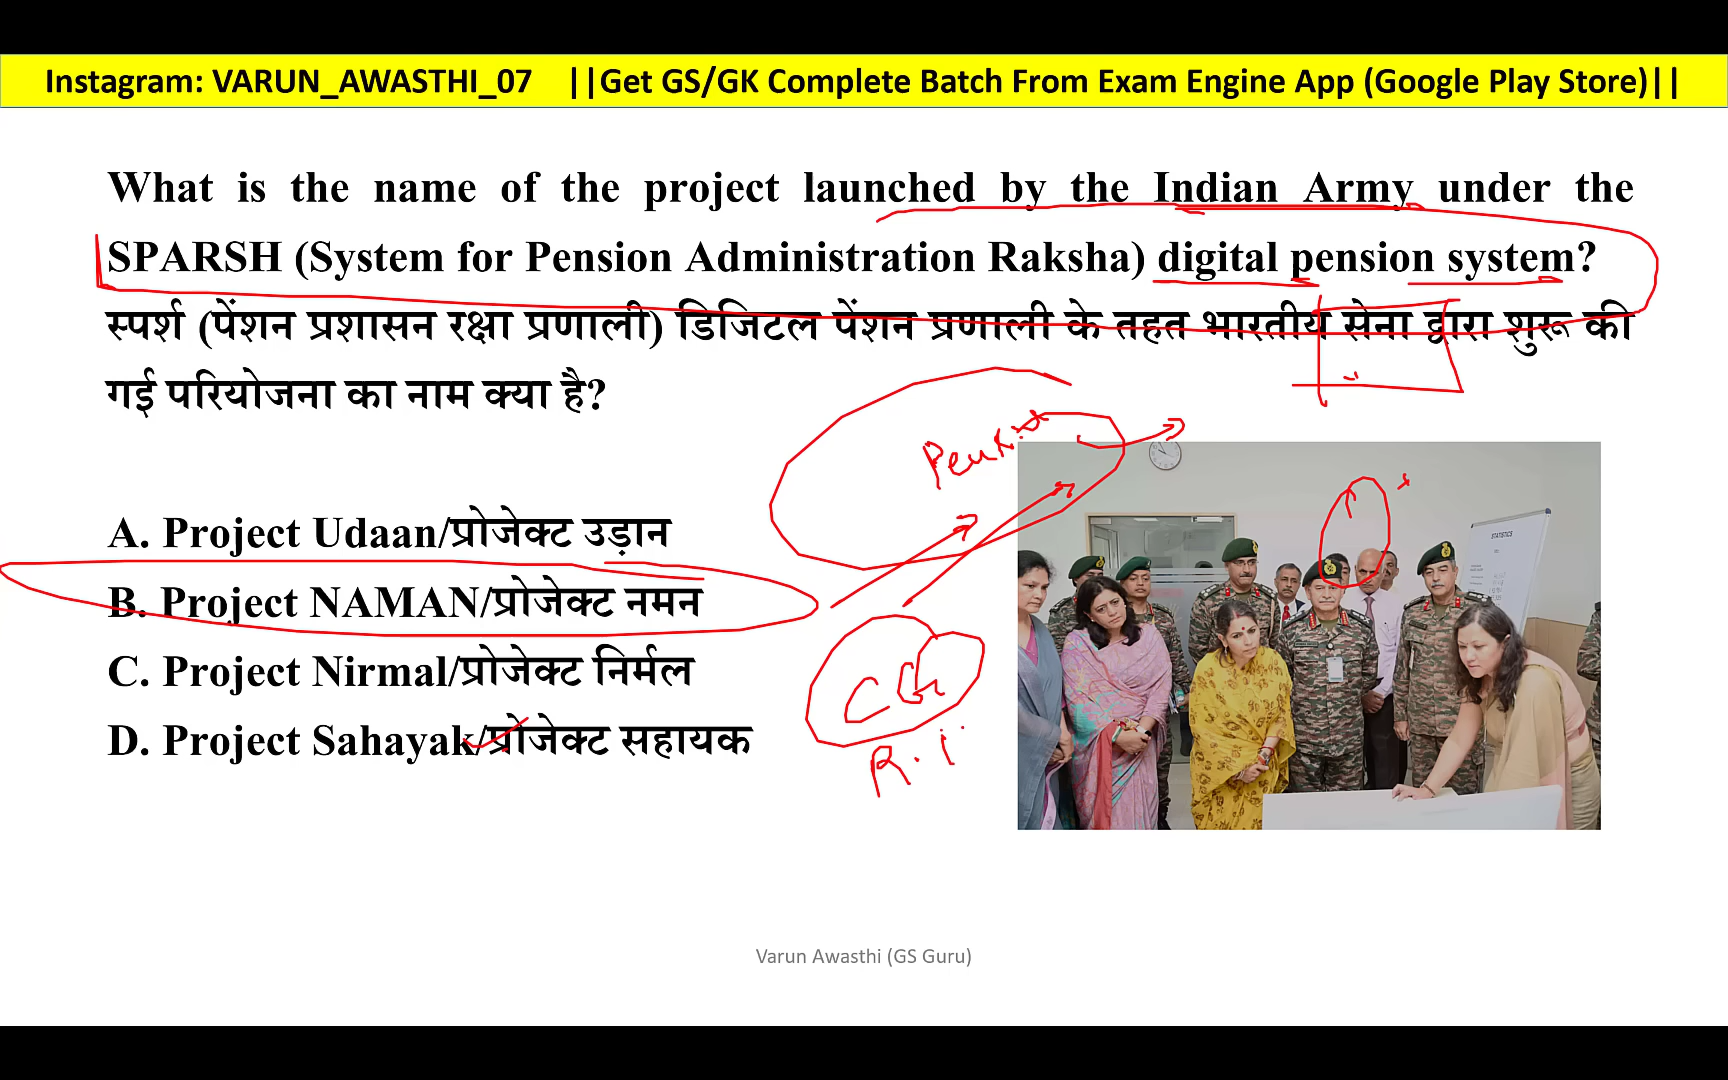 Instagram: VARUN_AWASTHI_07 ||Get GS/GK Complete Batch From Exam Engine App (Google Play Store)||
What is the name of the project launched by the Indian Army under the
SPARSH (System for Pension Administration Raksha) digital pension system?
स्पर्श (पेंशन प्रशासन रक्षा प्रणाली) डिजिटल पेंशन प्रणाली के तहत भारतीय सेना द्वारा शुरू की
गई परियोजना का नाम क्या है?
A. Project Udaan/प्रोजेक्ट उड़ान
B. Project NAMAN/प्रोजेक्ट नमन
C. Project Nirmal/प्रोजेक्ट निर्मल
D. Project Sahayak/प्रोजेक्ट सहायक
STATISTICS
Varun Awasthi (GS Guru)